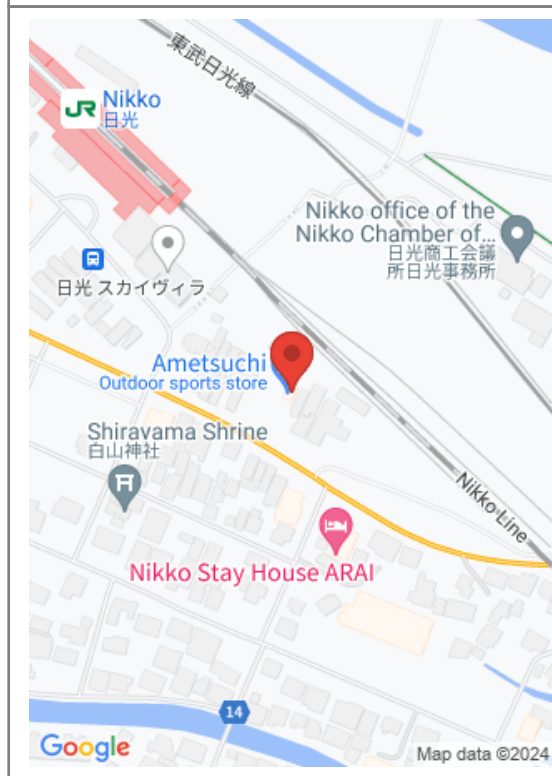 東武日光線
JR Nikko
日光
Nikko office of the
Nikko Chamber of...
日光商工会議
所日光事務所
日光 スカイヴィラ
Ametsuchi
Outdoor sports store
Shirayama Shrine
白山神社
Nikko Line
Nikko Stay House ARAI
14
Google
Map data ©2024